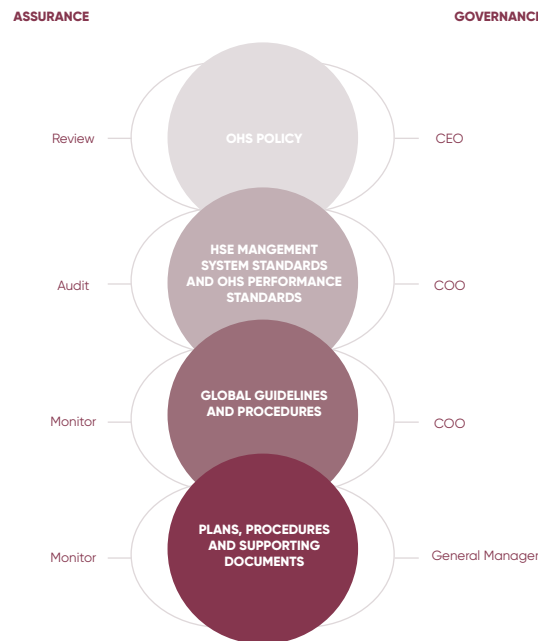 ASSURANCE
GOVERNANCE
Review
OHS POLICY
CEO
HSE MANGEMENT
SYSTEM STANDARDS
AND OHS PERFORMANCE
STANDARDS
Audit
COO
GLOBAL GUIDELINES
AND PROCEDURES
Monitor
COO
PLANS, PROCEDURES
AND SUPPORTING
DOCUMENTS
Monitor
General Manager